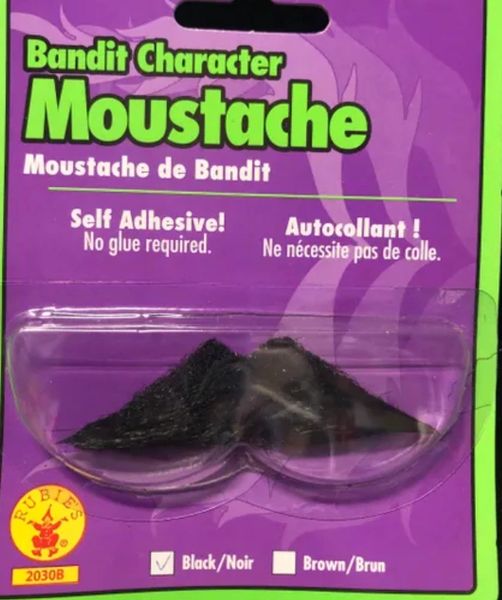 Bandit Character
Moustache
Moustache de Bandit
Self Adhesive!
No glue required.
Autocollant !
Ne nécessite pas de colle.
RUBIE'S
2030B
Black/Noir
Brown/Brun